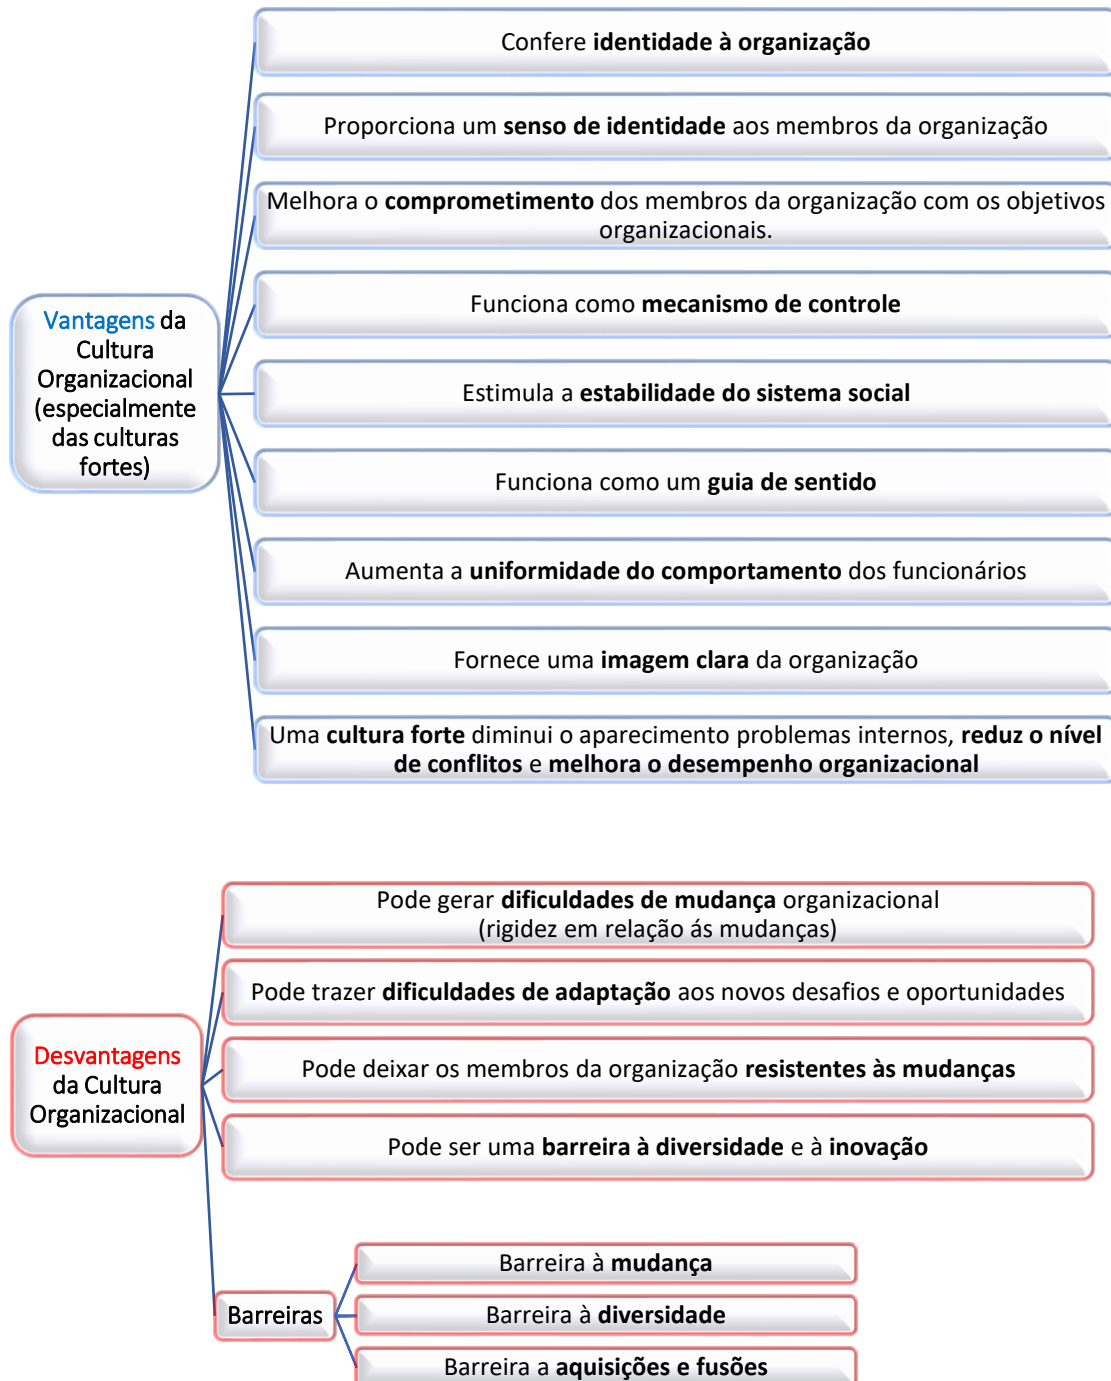 Confere identidade à organização
Proporciona um senso de identidade aos membros da organização
Melhora o comprometimento dos membros da organização com os objetivos
organizacionais.
Funciona como mecanismo de controle
Vantagens da
Cultura
Organizacional
(especialmente
das culturas
fortes)
Estimula a estabilidade do sistema social
Funciona como um guia de sentido
Aumenta a uniformidade do comportamento dos funcionários
Fornece uma imagem clara da organização
Uma cultura forte diminui o aparecimento problemas internos, reduz o nível
de conflitos e melhora o desempenho organizacional
Pode gerar dificuldades de mudança organizacional
(rigidez em relação ás mudanças)
Pode trazer dificuldades de adaptação aos novos desafios e oportunidades
Desvantagens
da Cultura
Organizacional
Pode deixar os membros da organização resistentes às mudanças
Pode ser uma barreira à diversidade e à inovação
Barreiras
Barreira à mudança
Barreira à diversidade
Barreira a aquisições e fusões